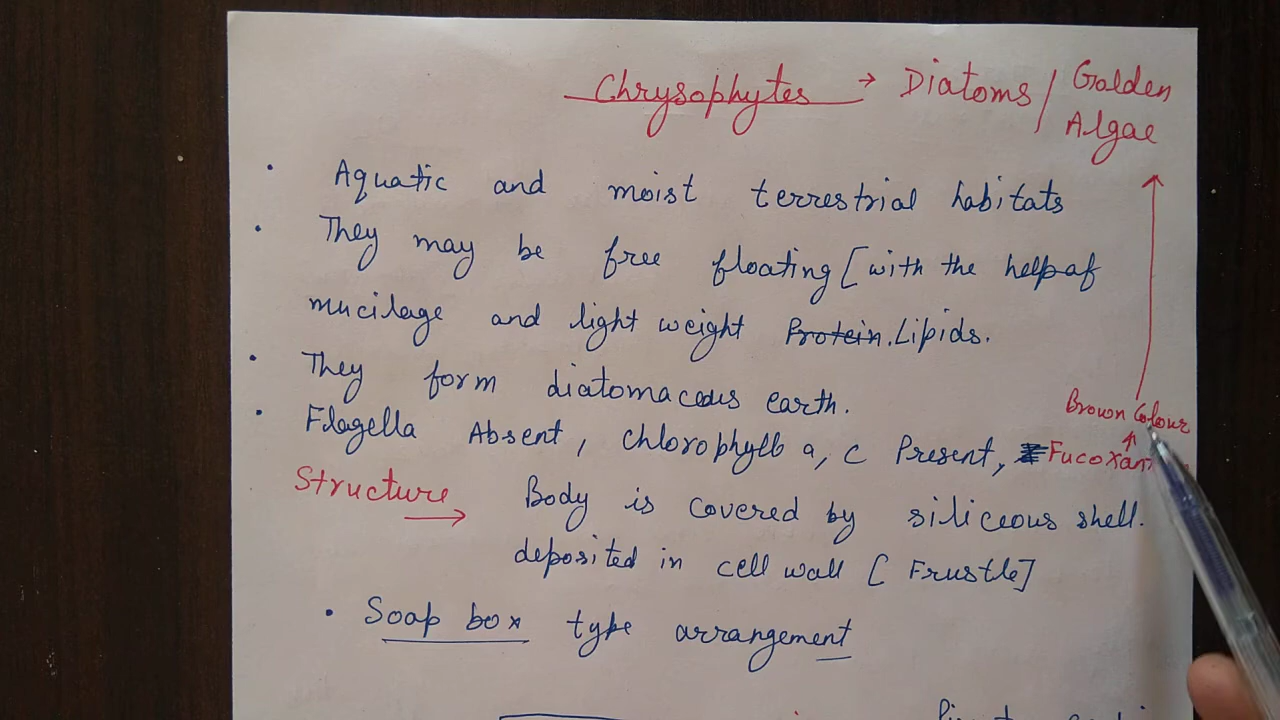 Chrysophytes → Diatoms / Golden Algae
• Aquatic and moist terrestrial habitats
• They may be free floating [with the help of
mucilage and light weight Protein. Lipids.
• They form diatomaceous earth.
Brown Colour
• Flagella Absent, chlorophyll a, c Present,
Structure → Body is covered by siliceous shell.
deposited in cell wall [Frustle]
• Soap box type arrangement